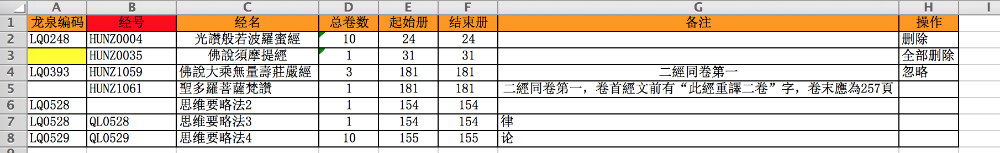 A B C D E F G H I
1 龙泉编码 经号 经名 总卷数 起始册 结束册 备注 操作
2 LQ0248 HUNZ0004 光讃般若波羅蜜經 10 24 24 删除
3 HUNZ0035 佛說須摩提經 1 31 31 全部删除
4 LQ0393 HUNZ1059 佛說大乘無量壽莊嚴經 3 181 181 二經同卷第一 忽略
5 HUNZ1061 聖多羅菩薩梵讚 1 181 181 二經同卷第一，卷首經文前有“此經重譯二卷”字，卷末應為257頁
6 LQ0528 思维要略法2 1 154 154
7 LQ0528 QL0528 思维要略法3 1 154 154 律
8 LQ0529 QL0529 思维要略法4 10 155 155 论